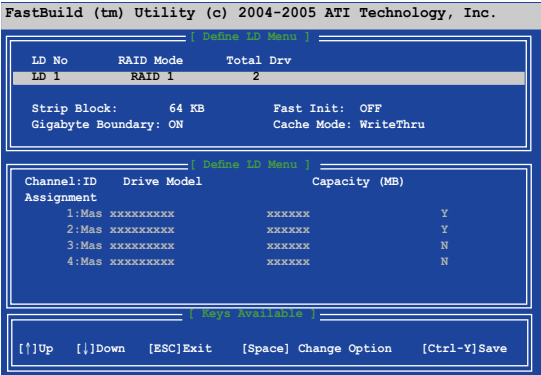 FastBuild (tm) Utility (c) 2004-2005 ATI Technology, Inc.
[ Define LD Menu ]
LD No RAID Mode Total Drv
LD 1 RAID 1 2
Strip Block: 64 KB Fast Init: OFF
Gigabyte Boundary: ON Cache Mode: WriteThru
[ Define LD Menu ]
Channel:ID Drive Model Capacity (MB)
Assignment
1:Mas xxxxxxxxx xxxxxx Y
2:Mas xxxxxxxxx xxxxxx Y
3:Mas xxxxxxxxx xxxxxx N
4:Mas xxxxxxxxx xxxxxx N
[ Keys Available ]
[↑]Up [↓]Down [ESC]Exit [Space] Change Option [Ctrl-Y]Save